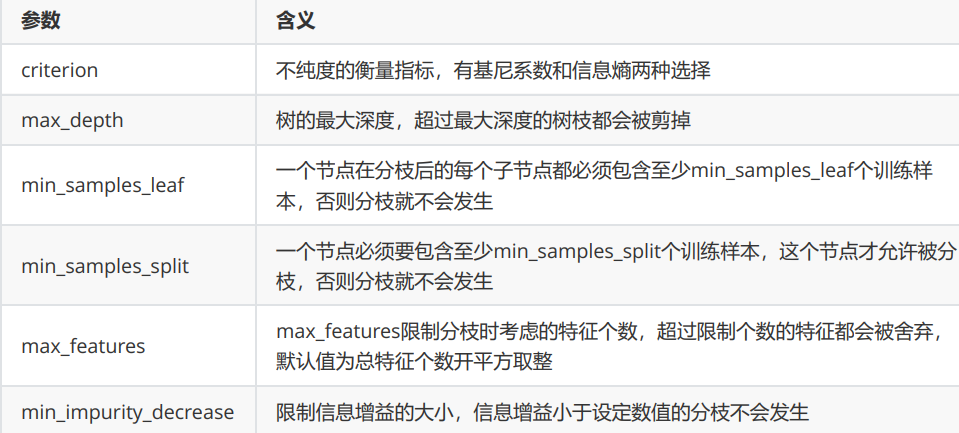 参数 含义
criterion 不纯度的衡量指标，有基尼系数和信息熵两种选择
max_depth 树的最大深度，超过最大深度的树枝都会被剪掉
min_samples_leaf 一个节点在分枝后的每个子节点都必须包含至少min_samples_leaf个训练样
本，否则分枝就不会发生
min_samples_split 一个节点必须要包含至少min_samples_split个训练样本，这个节点才允许被分
枝，否则分枝就不会发生
max_features max_features限制分枝时考虑的特征个数，超过限制个数的特征都会被舍弃，
默认值为总特征个数开平方取整
min_impurity_decrease 限制信息增益的大小，信息增益小于设定数值的分枝不会发生